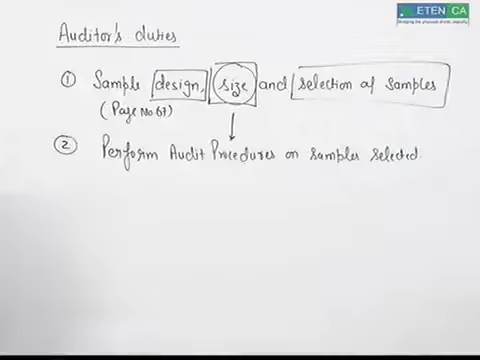 ETEN CA
Auditor's duties
① Sample design, size and selection of samples
(Page No 67)
② Perform Audit Procedures on samples selected.